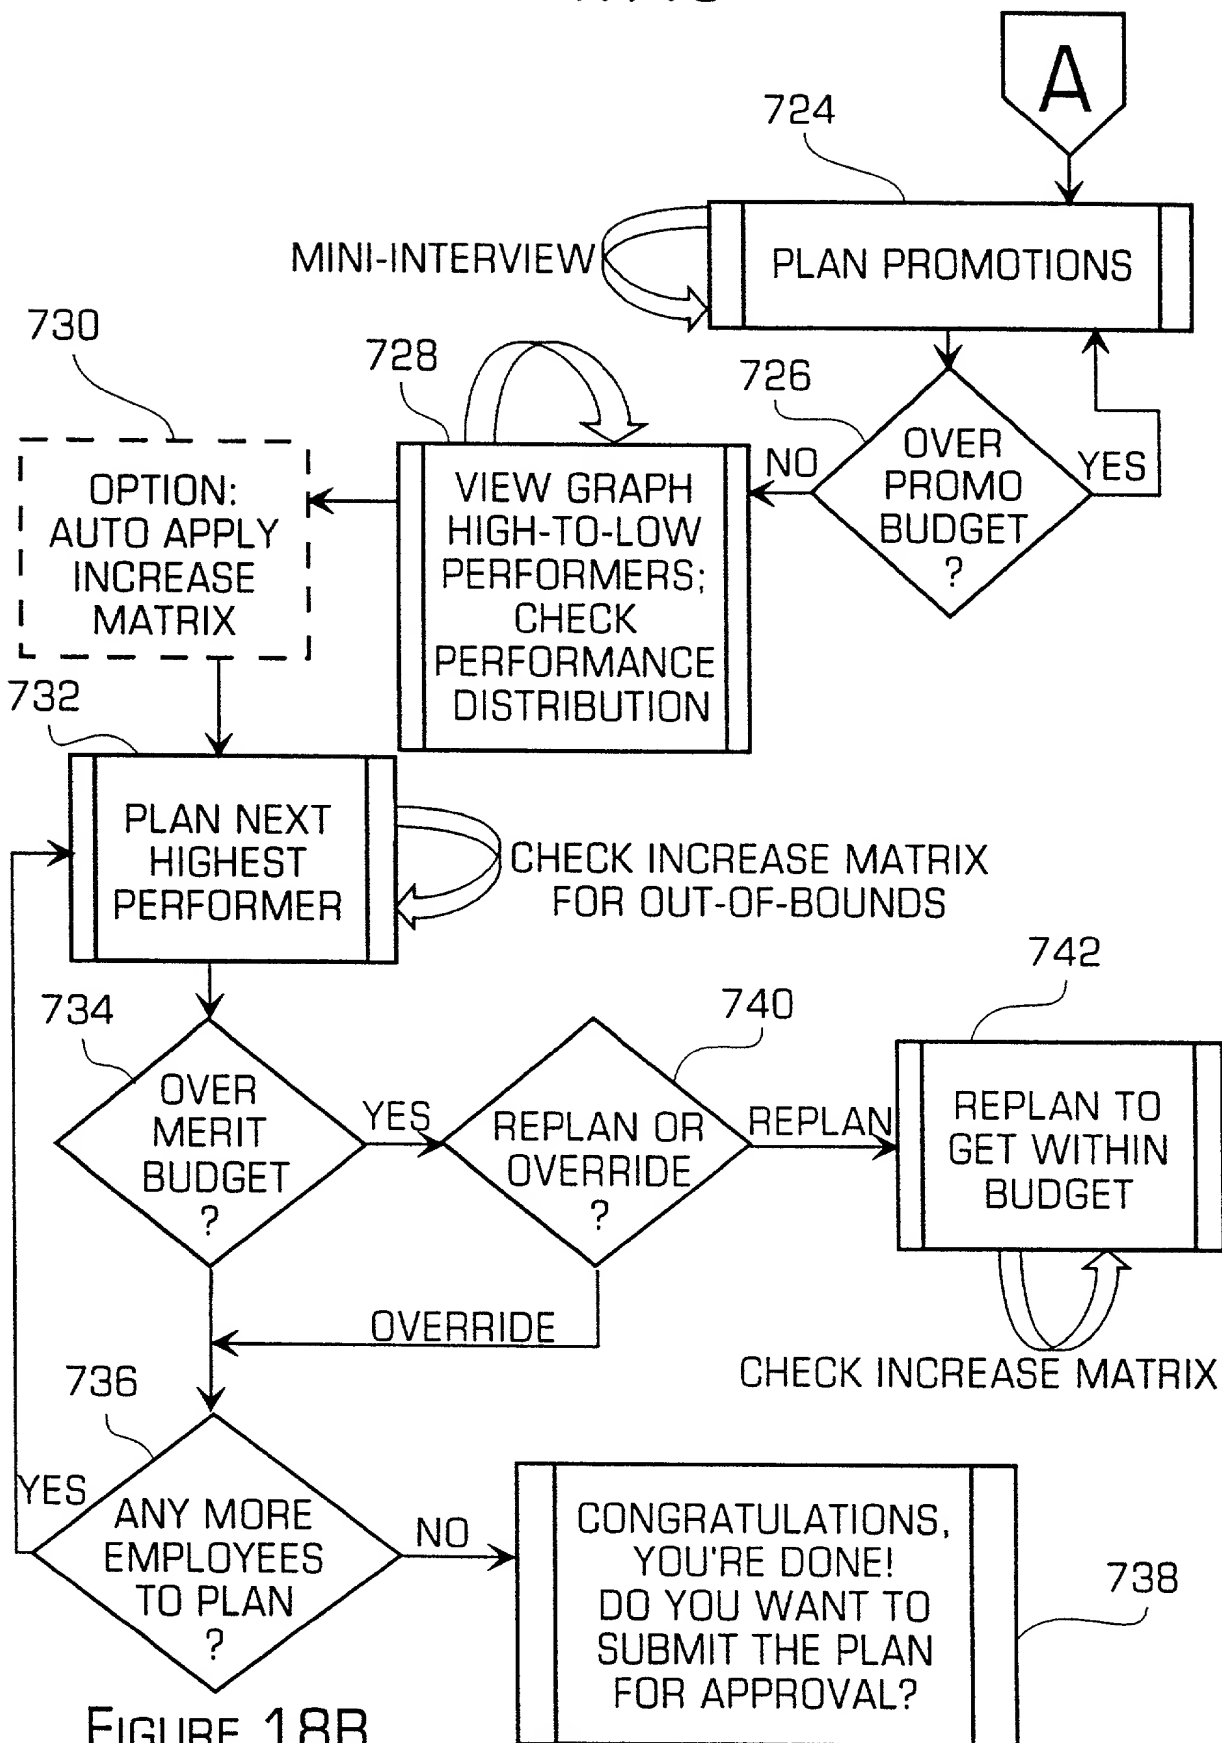 A
724
PLAN PROMOTIONS
MINI-INTERVIEW
730
728
726
OVER
PROMO
BUDGET
?
NO
YES
OPTION:
AUTO APPLY
INCREASE
MATRIX
VIEW GRAPH
HIGH-TO-LOW
PERFORMERS;
CHECK
PERFORMANCE
DISTRIBUTION
732
PLAN NEXT
HIGHEST
PERFORMER
CHECK INCREASE MATRIX
FOR OUT-OF-BOUNDS
734
OVER
MERIT
BUDGET
?
YES
740
REPLAN OR
OVERRIDE
?
REPLAN
742
REPLAN TO
GET WITHIN
BUDGET
OVERRIDE
CHECK INCREASE MATRIX
736
YES
ANY MORE
EMPLOYEES
TO PLAN
?
NO
CONGRATULATIONS,
YOU'RE DONE!
DO YOU WANT TO
SUBMIT THE PLAN
FOR APPROVAL?
738
FIGURE 18B